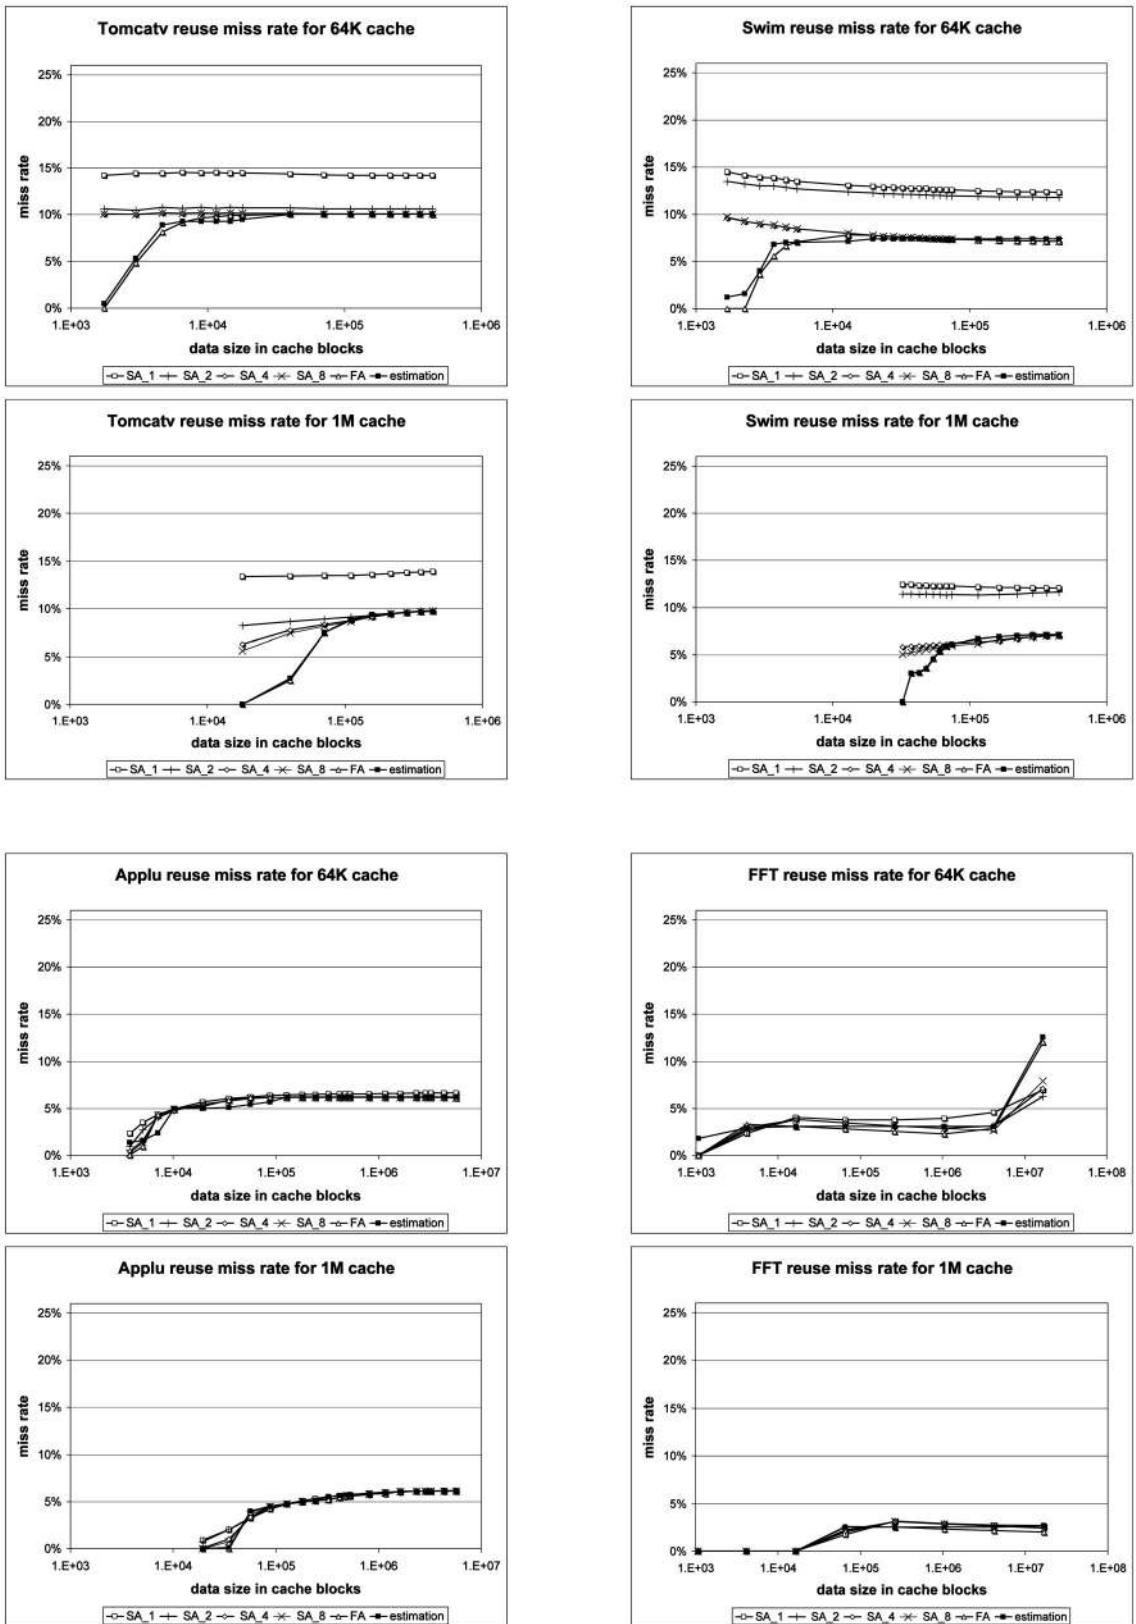 Tomcatv reuse miss rate for 64K cache
25%
20%
15%
10%
5%
0%
miss rate
1.E+03 1.E+04 1.E+05 1.E+06
data size in cache blocks
SA_1 SA_2 SA_4 SA_8 FA estimation
Swim reuse miss rate for 64K cache
25%
20%
15%
10%
5%
0%
miss rate
1.E+03 1.E+04 1.E+05 1.E+06
data size in cache blocks
SA_1 SA_2 SA_4 SA_8 FA estimation
Tomcatv reuse miss rate for 1M cache
25%
20%
15%
10%
5%
0%
miss rate
1.E+03 1.E+04 1.E+05 1.E+06
data size in cache blocks
SA_1 SA_2 SA_4 SA_8 FA estimation
Swim reuse miss rate for 1M cache
25%
20%
15%
10%
5%
0%
miss rate
1.E+03 1.E+04 1.E+05 1.E+06
data size in cache blocks
SA_1 SA_2 SA_4 SA_8 FA estimation
Applu reuse miss rate for 64K cache
25%
20%
15%
10%
5%
0%
miss rate
1.E+03 1.E+04 1.E+05 1.E+06 1.E+07
data size in cache blocks
SA_1 SA_2 SA_4 SA_8 FA estimation
FFT reuse miss rate for 64K cache
25%
20%
15%
10%
5%
0%
miss rate
1.E+03 1.E+04 1.E+05 1.E+06 1.E+07 1.E+08
data size in cache blocks
SA_1 SA_2 SA_4 SA_8 FA estimation
Applu reuse miss rate for 1M cache
25%
20%
15%
10%
5%
0%
miss rate
1.E+03 1.E+04 1.E+05 1.E+06 1.E+07
data size in cache blocks
SA_1 SA_2 SA_4 SA_8 FA estimation
FFT reuse miss rate for 1M cache
25%
20%
15%
10%
5%
0%
miss rate
1.E+03 1.E+04 1.E+05 1.E+06 1.E+07 1.E+08
data size in cache blocks
SA_1 SA_2 SA_4 SA_8 FA estimation